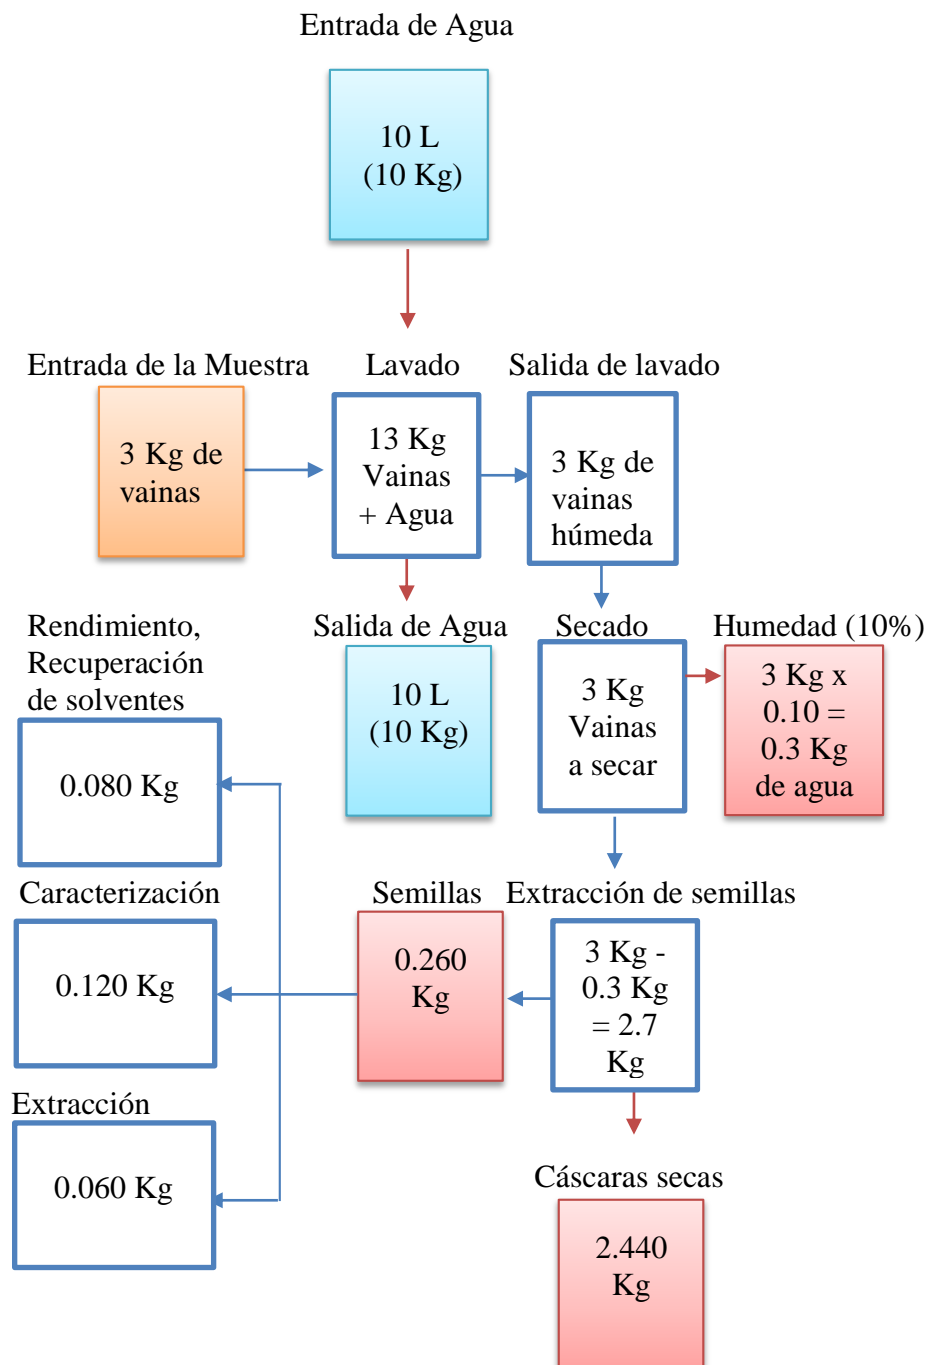 Entrada de Agua
10 L
(10 Kg)
Entrada de la Muestra
3 Kg de
vainas
Lavado
13 Kg
Vainas
+ Agua
Salida de lavado
3 Kg de
vainas
húmeda
Salida de Agua
10 L
(10 Kg)
Secado
3 Kg
Vainas
a secar
Humedad (10%)
3 Kg x
0.10 =
0.3 Kg
de agua
Extracción de semillas
3 Kg -
0.3 Kg
= 2.7
Kg
Semillas
0.260
Kg
Rendimiento,
Recuperación
de solventes
0.080 Kg
Caracterización
0.120 Kg
Extracción
0.060 Kg
Cáscaras secas
2.440
Kg